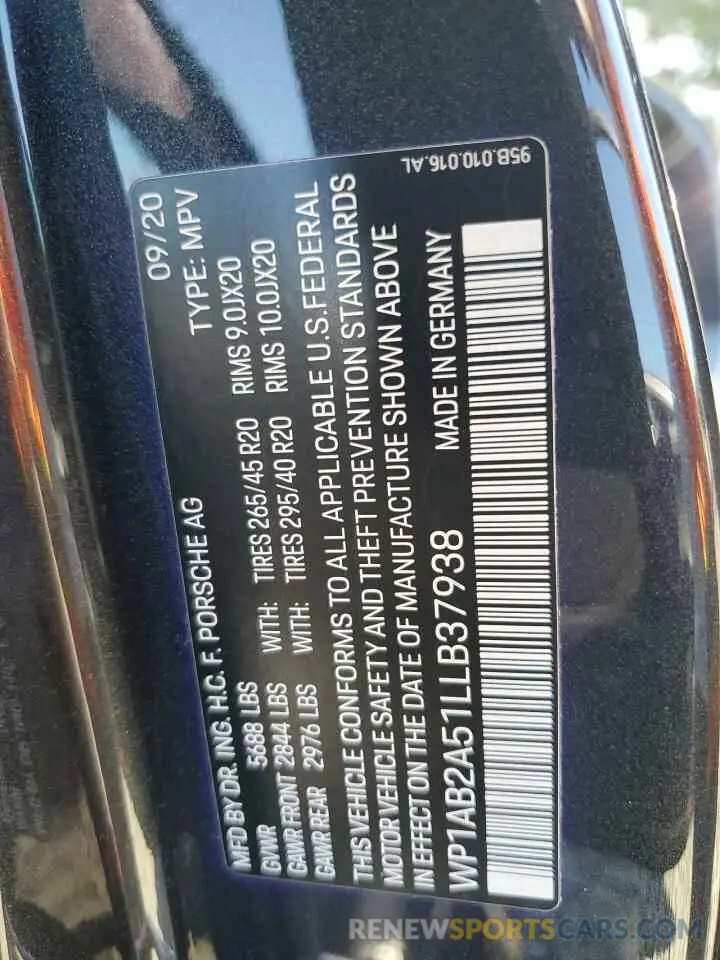 95B.010.016.AL
09/20
MFD BY DR. ING. H.C. F. PORSCHE AG TYPE: MPV
GVWR 5688 LBS WITH: TIRES 265/45 R20 RIMS 9.0JX20
GAWR FRONT 2844 LBS WITH: TIRES 295/40 R20 RIMS 10.0JX20
GAWR REAR 2976 LBS
THIS VEHICLE CONFORMS TO ALL APPLICABLE U.S. FEDERAL
MOTOR VEHICLE SAFETY AND THEFT PREVENTION STANDARDS
IN EFFECT ON THE DATE OF MANUFACTURE SHOWN ABOVE
WP1AB2A51LLB37938 MADE IN GERMANY
RENEWSPORTSCARS.COM